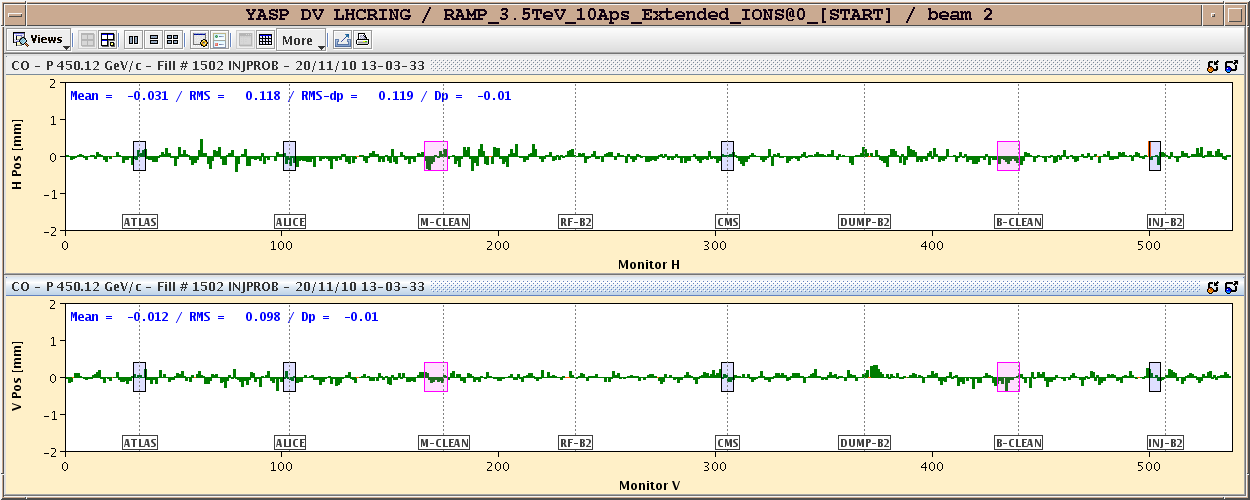 YASP DV LHCRING / RAMP_3.5TeV_10Aps_Extended_IONS@0_[START] / beam 2
Views More
CO - P 450.12 GeV/c - Fill # 1502 INJPROB - 20/11/10 13-03-33
Mean = -0.031 / RMS = 0.118 / RMS-dp = 0.119 / Dp = -0.01
H Pos [mm]
2
1
0
-1
-2
ATLAS ALICE M-CLEAN RF-B2 CMS DUMP-B2 B-CLEAN INJ-B2
0 100 200 300 400 500
Monitor H
CO - P 450.12 GeV/c - Fill # 1502 INJPROB - 20/11/10 13-03-33
Mean = -0.012 / RMS = 0.098 / Dp = -0.01
V Pos [mm]
2
1
0
-1
-2
ATLAS ALICE M-CLEAN RF-B2 CMS DUMP-B2 B-CLEAN INJ-B2
0 100 200 300 400 500
Monitor V